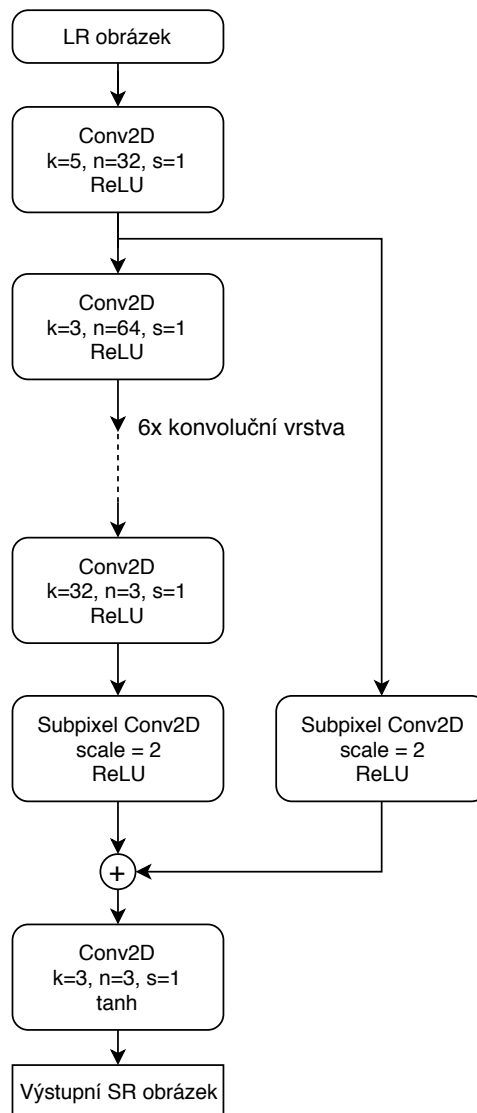 LR obrázek
Conv2D
k=5, n=32, s=1
ReLU
Conv2D
k=3, n=64, s=1
ReLU
6x konvoluční vrstva
Conv2D
k=32, n=3, s=1
ReLU
Subpixel Conv2D
scale = 2
ReLU
Subpixel Conv2D
scale = 2
ReLU
+
Conv2D
k=3, n=3, s=1
tanh
Výstupní SR obrázek